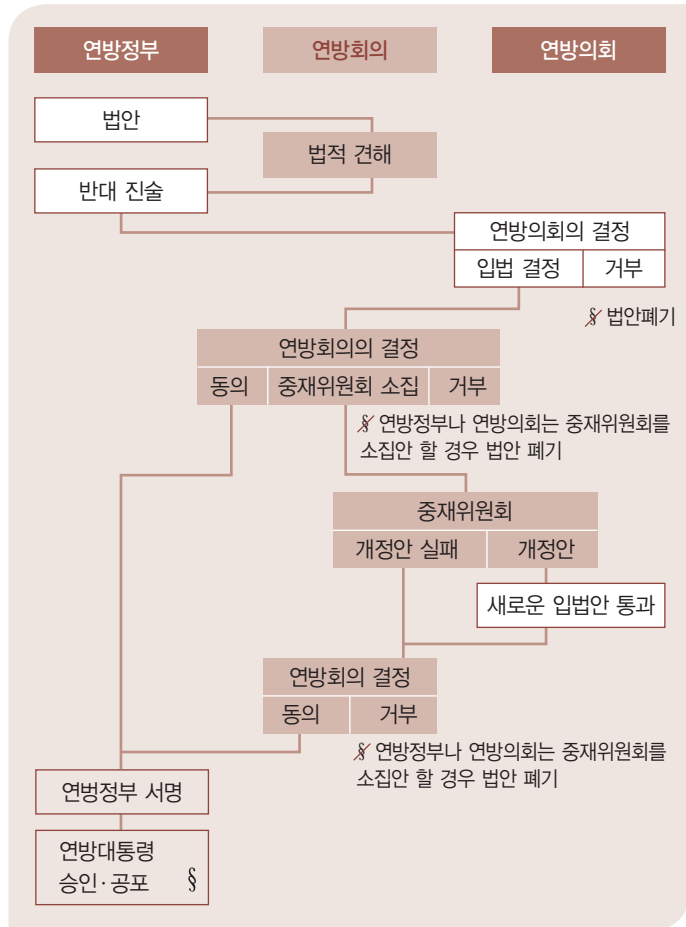 연방정부
연방회의
연방의회
법안
법적 견해
반대 진술
연방의회의 결정
입법 결정
거부
§ 법안폐기
연방회의의 결정
동의
중재위원회 소집
거부
§ 연방정부나 연방의회는 중재위원회를
소집안 할 경우 법안 폐기
중재위원회
개정안 실패
개정안
새로운 입법안 통과
연방회의 결정
동의
거부
§ 연방정부나 연방의회는 중재위원회를
소집안 할 경우 법안 폐기
연벙정부 서명
연방대통령
승인·공포 §